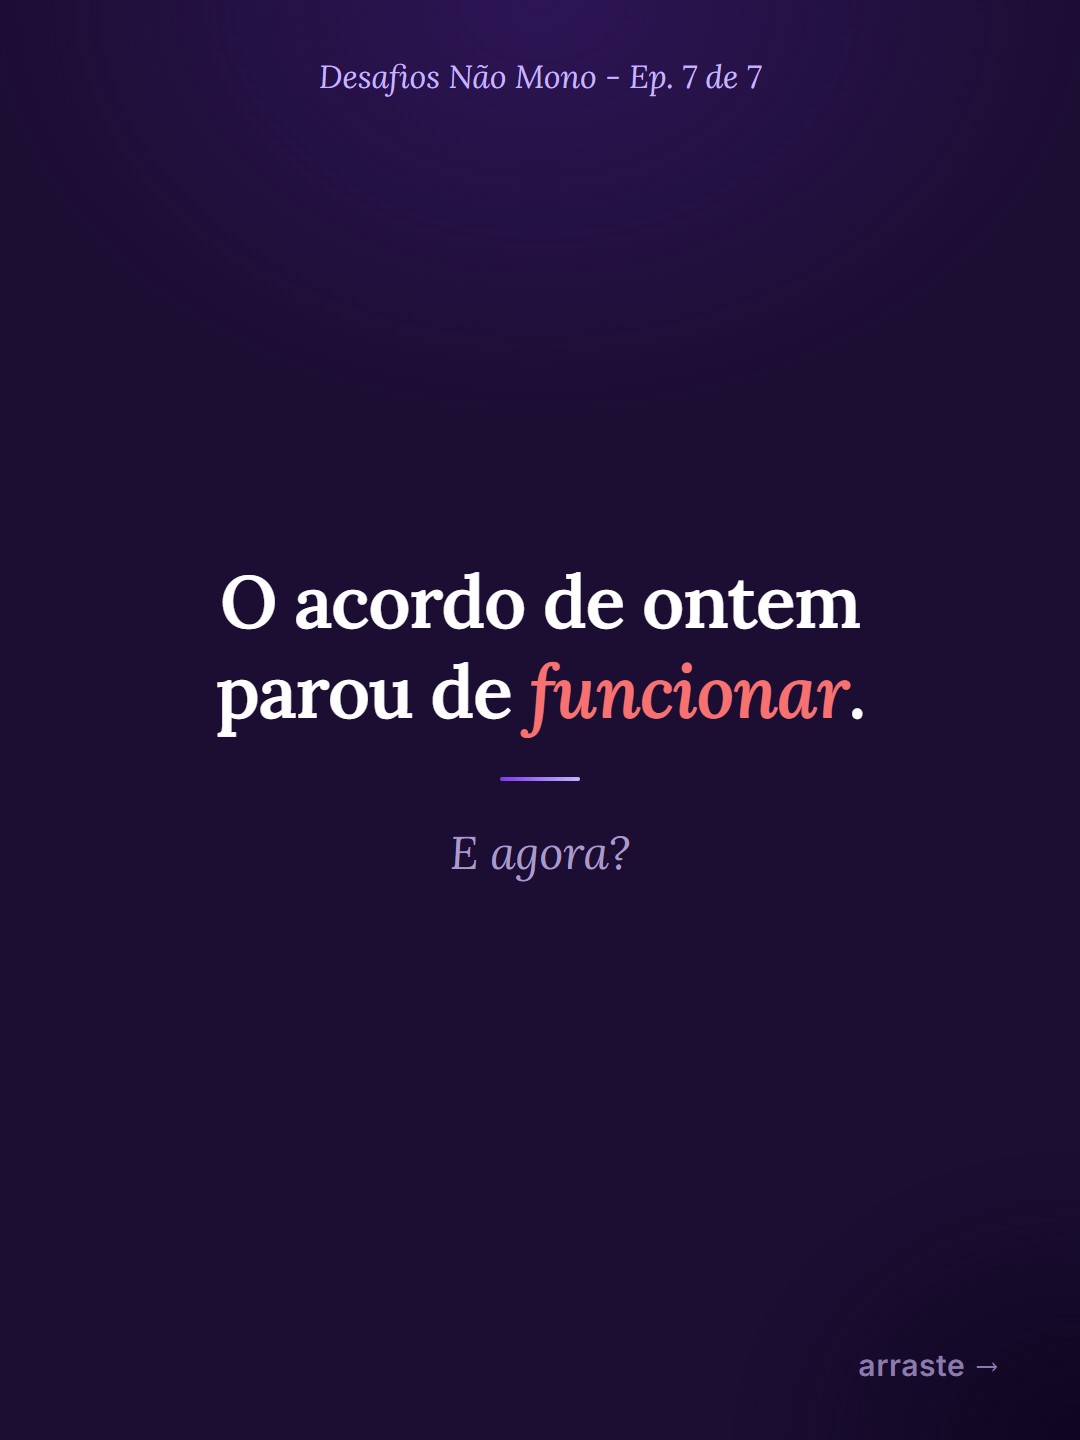 Desafios Não Mono - Ep. 7 de 7
O acordo de ontem
parou de funcionar.
E agora?
arraste →